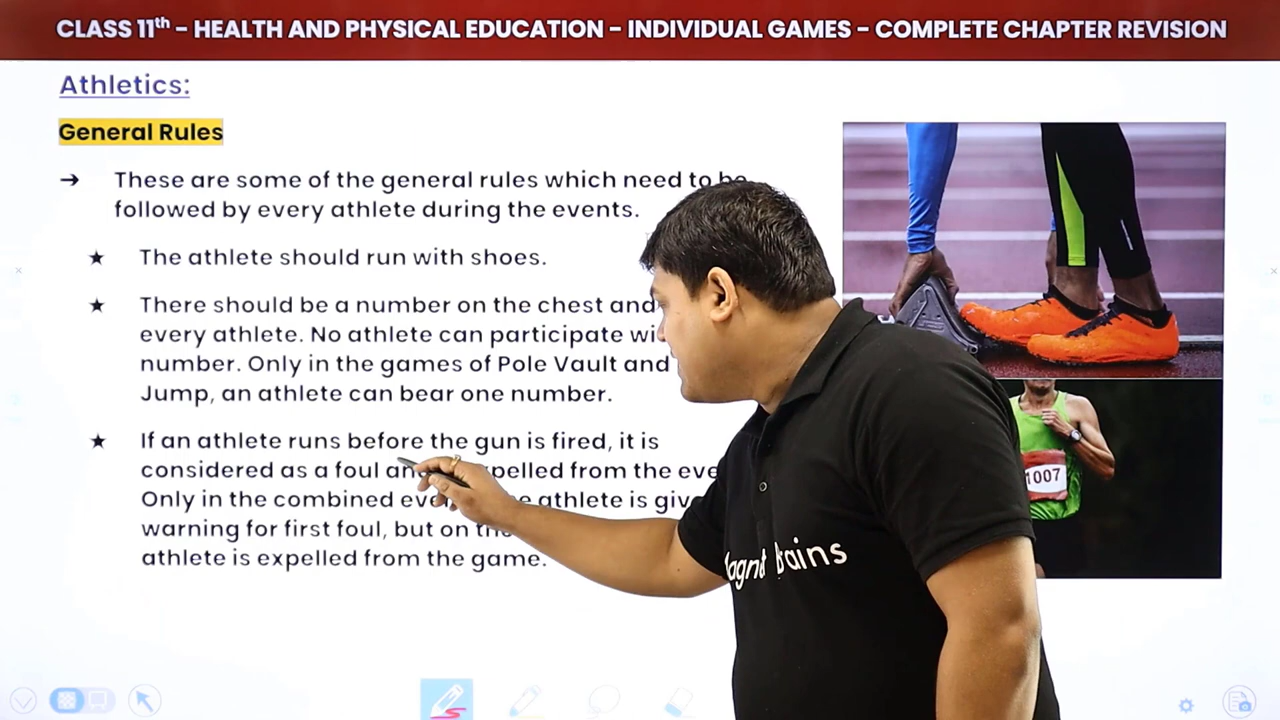 CLASS 11th - HEALTH AND PHYSICAL EDUCATION - INDIVIDUAL GAMES - COMPLETE CHAPTER REVISION
Athletics:
General Rules
→ These are some of the general rules which need to be
followed by every athlete during the events.
★ The athlete should run with shoes.
★ There should be a number on the chest and
every athlete. No athlete can participate
number. Only in the games of Pole Vault and
Jump, an athlete can bear one number.
★ If an athlete runs before the gun is fired, it is
considered as a foul from the
Only in the combined athlete is
warning for first foul, but on
athlete is expelled from the game.
1007